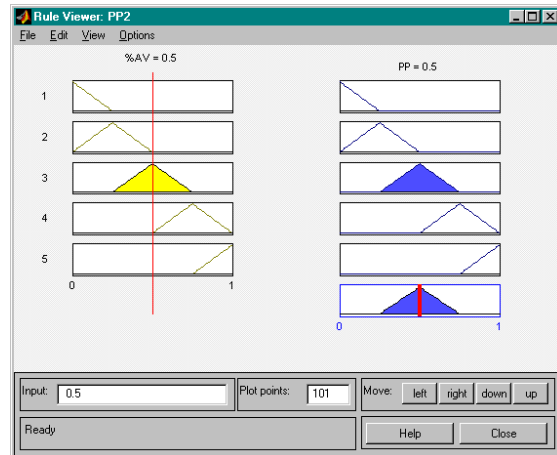 Rule Viewer: PP2
File Edit View Options
%AV = 0.5
PP = 0.5
1
2
3
4
5
0 1
0 1
Input: 0.5 Plot points: 101 Move: left right down up
Ready Help Close